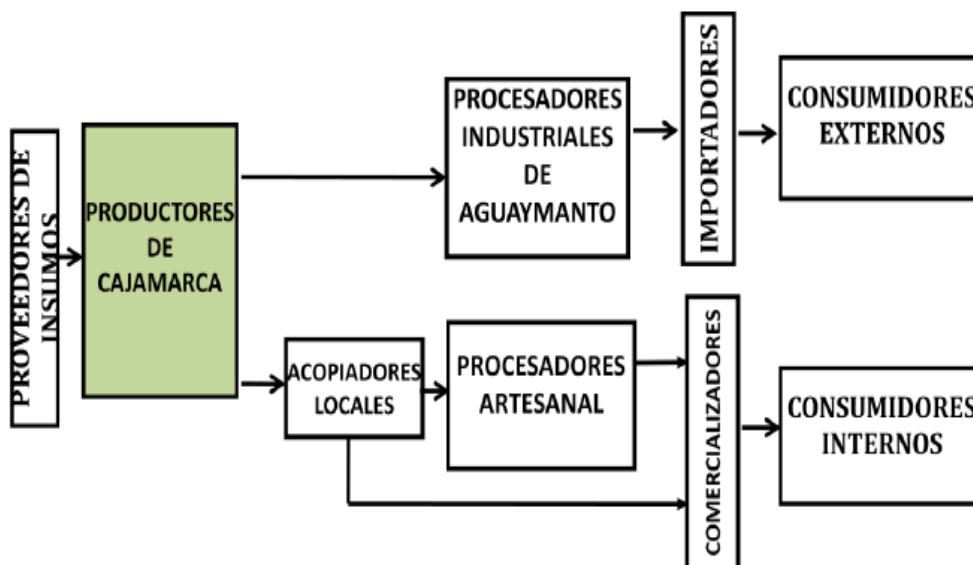 PROVEEDORES DE
INSUMOS
PRODUCTORES
DE
CAJAMARCA
PROCESADORES
INDUSTRIALES
DE
AGUAYMANTO
IMPORTADORES
CONSUMIDORES
EXTERNOS
ACOPIADORES
LOCALES
PROCESADORES
ARTESANAL
COMERCIALIZADORES
CONSUMIDORES
INTERNOS